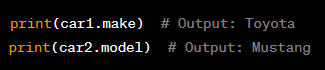 print(car1.make)  # Output: Toyota
print(car2.model)  # Output: Mustang